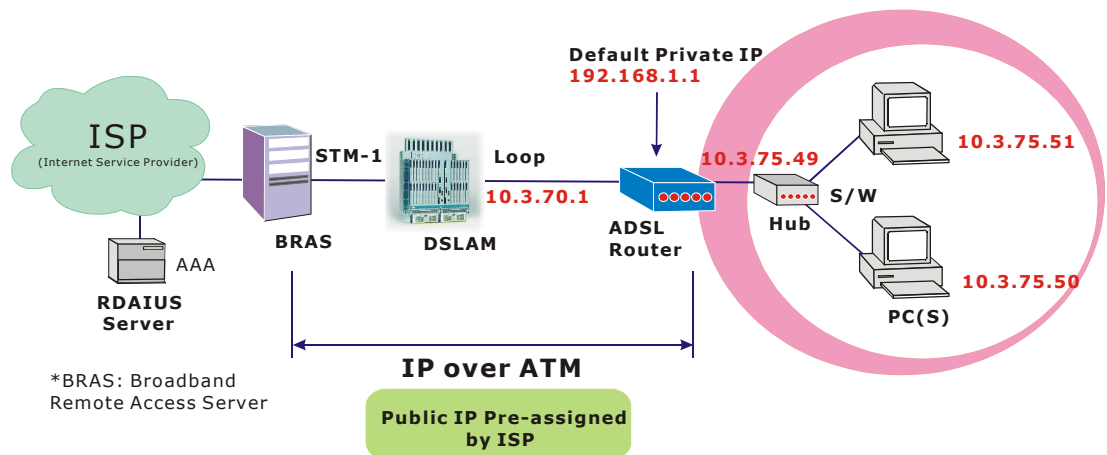 ISP
(Internet Service Provider)
AAA
RDAIUS
Server
BRAS
STM-1
DSLAM
Loop
10.3.70.1
Default Private IP
192.168.1.1
ADSL
Router
10.3.75.49
S/W
Hub
10.3.75.51
10.3.75.50
PC(S)
IP over ATM
Public IP Pre-assigned
by ISP
*BRAS: Broadband
Remote Access Server